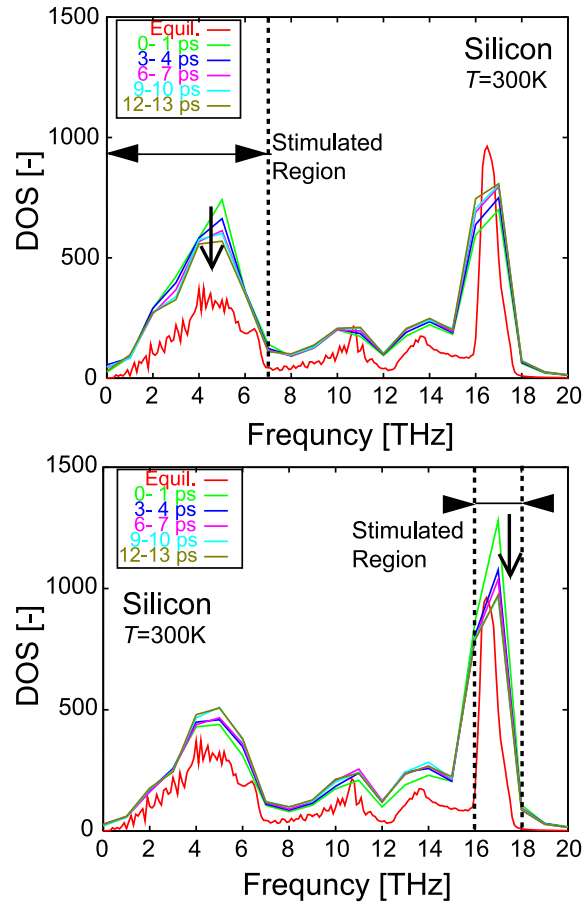 1500
Equil.
0- 1 ps
3- 4 ps
6- 7 ps
9-10 ps
12-13 ps
Silicon
T=300K
Stimulated
Region
1000
500
0
DOS [-]
0 2 4 6 8 10 12 14 16 18 20
Frequncy [THz]
1500
Equil.
0- 1 ps
3- 4 ps
6- 7 ps
9-10 ps
12-13 ps
Stimulated
Region
Silicon
T=300K
1000
500
0
DOS [-]
0 2 4 6 8 10 12 14 16 18 20
Frequncy [THz]